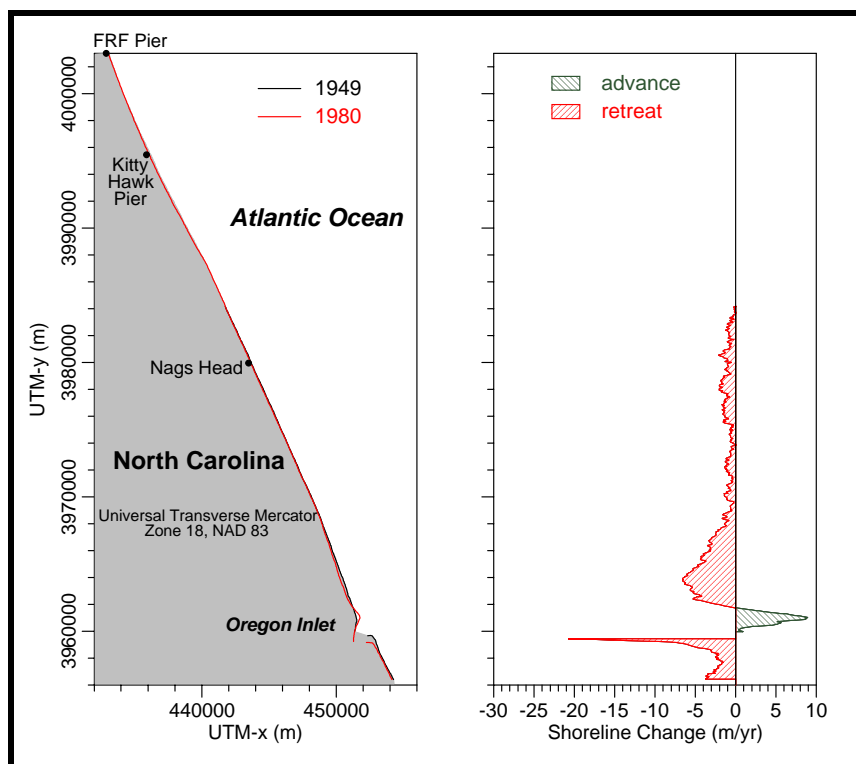 FRF Pier
1949
1980
Kitty
Hawk
Pier
Atlantic Ocean
Nags Head
North Carolina
Universal Transverse Mercator
Zone 18, NAD 83
Oregon Inlet
UTM-y (m)
4000000
3990000
3980000
3970000
3960000
440000 450000
UTM-x (m)
advance
retreat
-30 -25 -20 -15 -10 -5 0 5 10
Shoreline Change (m/yr)